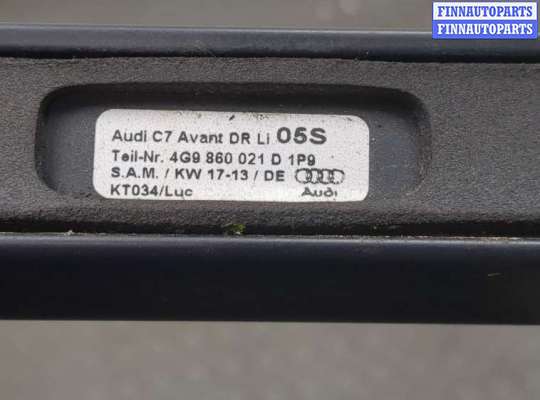 FINNAUTOPARTS
FINNAUTOPARTS
Audi C7 Avant DR Li 05S
Teil-Nr. 4G9 860 021 D 1P9
S.A.M. / KW 17-13 / DE
KT034/Luc Audi